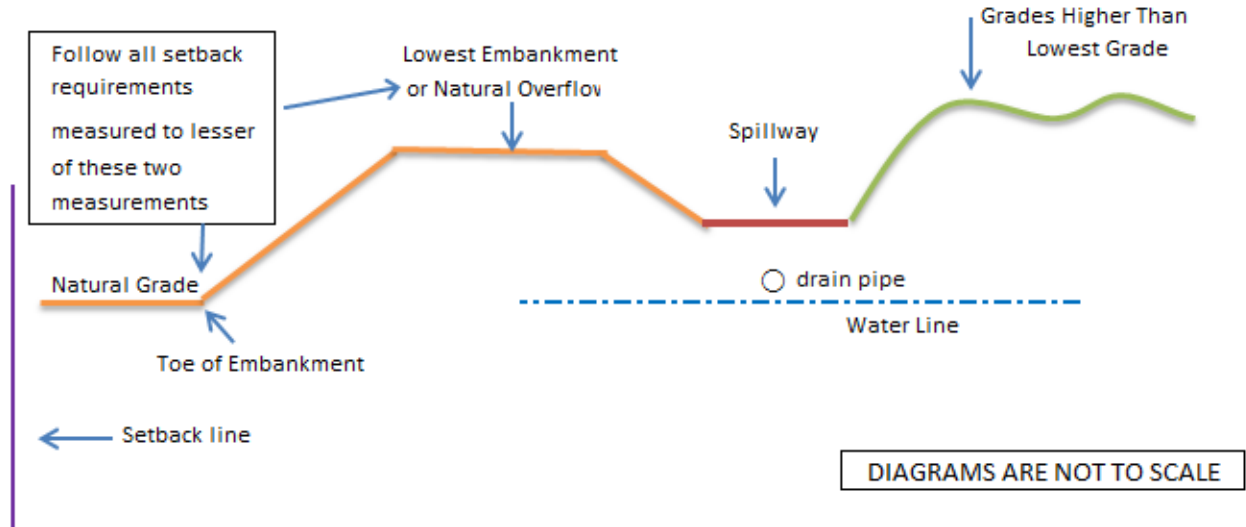 Follow all setback
requirements
measured to lesser
of these two
measurements
Lowest Embankment
or Natural Overflov
Grades Higher Than
Lowest Grade
Spillway
Natural Grade
drain pipe
Water Line
Toe of Embankment
Setback line
DIAGRAMS ARE NOT TO SCALE